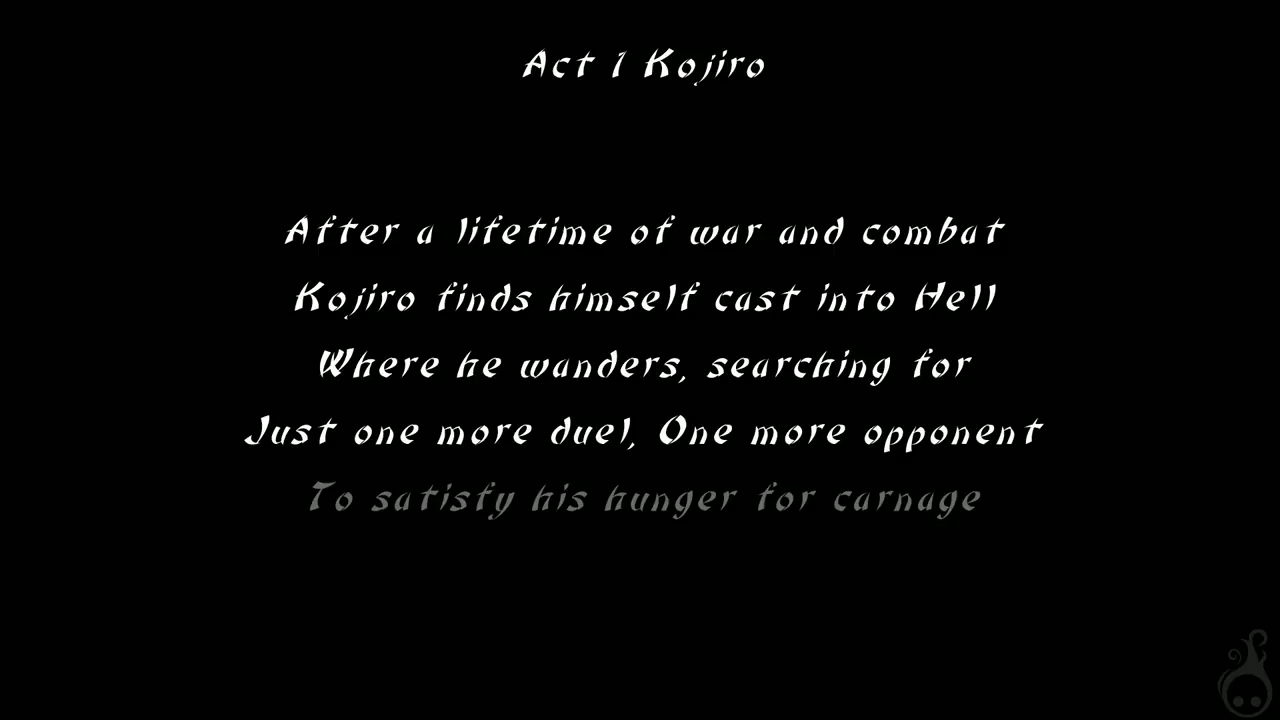 Act 1 Kojiro
After a lifetime of war and combat
Kojiro finds himself cast into Hell
Where he wanders, searching for
Just one more duel, One more opponent
To satisfy his hunger for carnage